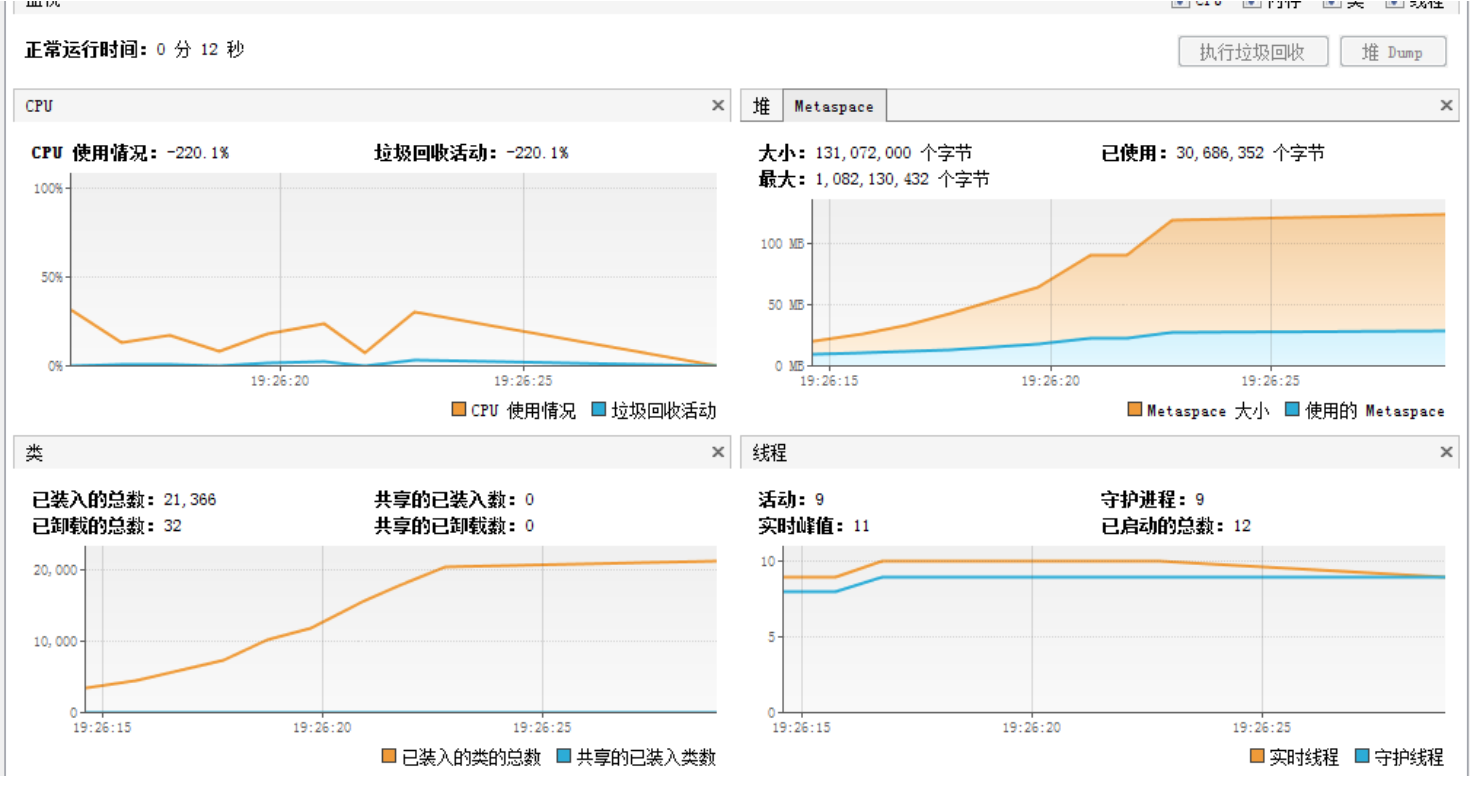 监视 CPU 内存 类 线程
正常运行时间: 0 分 12 秒
执行垃圾回收 堆 Dump
CPU
CPU 使用情况: -220.1% 垃圾回收活动: -220.1%
100%
50%
0%
19:26:20 19:26:25
CPU 使用情况 垃圾回收活动
堆 Metaspace
大小: 131,072,000 个字节 已使用: 30,686,352 个字节
最大: 1,082,130,432 个字节
100 MB
50 MB
0 MB
19:26:15 19:26:20 19:26:25
Metaspace 大小 使用的 Metaspace
类
已装入的总数: 21,366 共享的已装入数: 0
已卸载的总数: 32 共享的已卸载数: 0
20,000
10,000
0
19:26:15 19:26:20 19:26:25
已装入的类的总数 共享的已装入类数
线程
活动: 9 守护进程: 9
实时峰值: 11 已启动的总数: 12
10
5
0
19:26:15 19:26:20 19:26:25
实时线程 守护线程